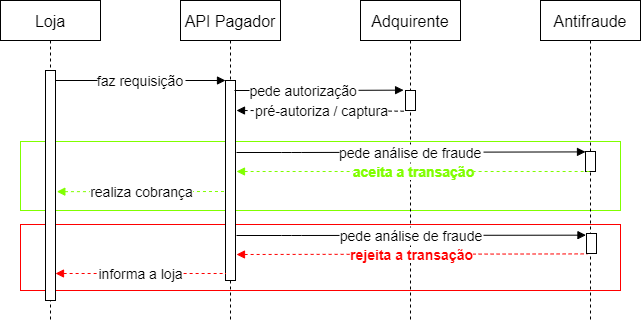 Loja
API Pagador
Adquirente
Antifraude
faz requisição
pede autorização
pré-autoriza / captura
pede análise de fraude
aceita a transação
realiza cobrança
pede análise de fraude
rejeita a transação
informa a loja